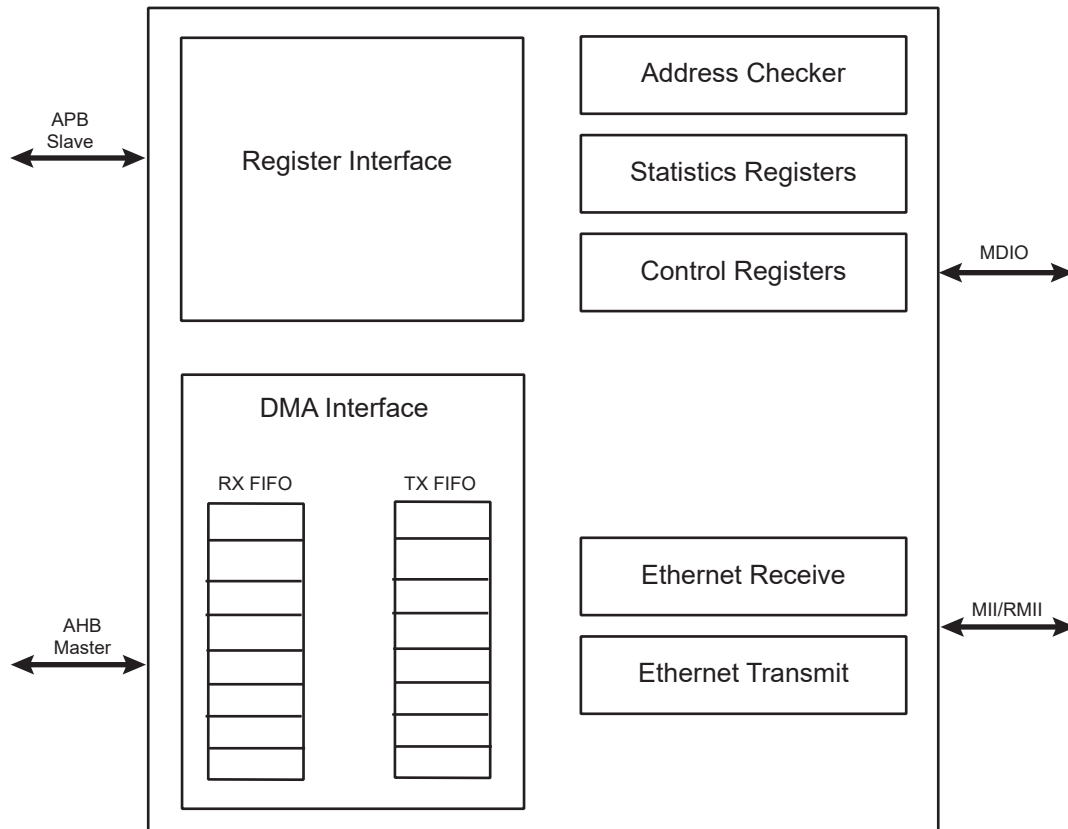 Address Checker
APB
Slave
Register Interface
Statistics Registers
Control Registers
MDIO
DMA Interface
RX FIFO
TX FIFO
Ethernet Receive
AHB
Master
MII/RMII
Ethernet Transmit